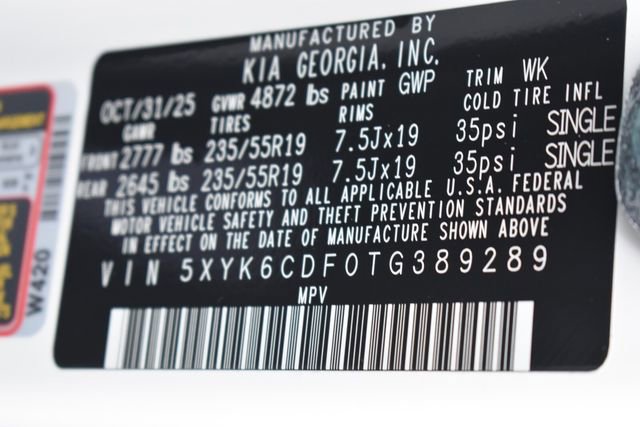 MANUFACTURED BY
KIA GEORGIA, INC.
OCT/31/25 GVWR 4872 lbs PAINT GWP TRIM WK
GAWR TIRES RIMS COLD TIRE INFL
FRONT 2777 lbs 235/55R19 7.5Jx19 35psi SINGLE
REAR 2645 lbs 235/55R19 7.5Jx19 35psi SINGLE
THIS VEHICLE CONFORMS TO ALL APPLICABLE U.S.A. FEDERAL
MOTOR VEHICLE SAFETY AND THEFT PREVENTION STANDARDS
IN EFFECT ON THE DATE OF MANUFACTURE SHOWN ABOVE
VIN 5XYK6CDF0TG389289
MPV
W420